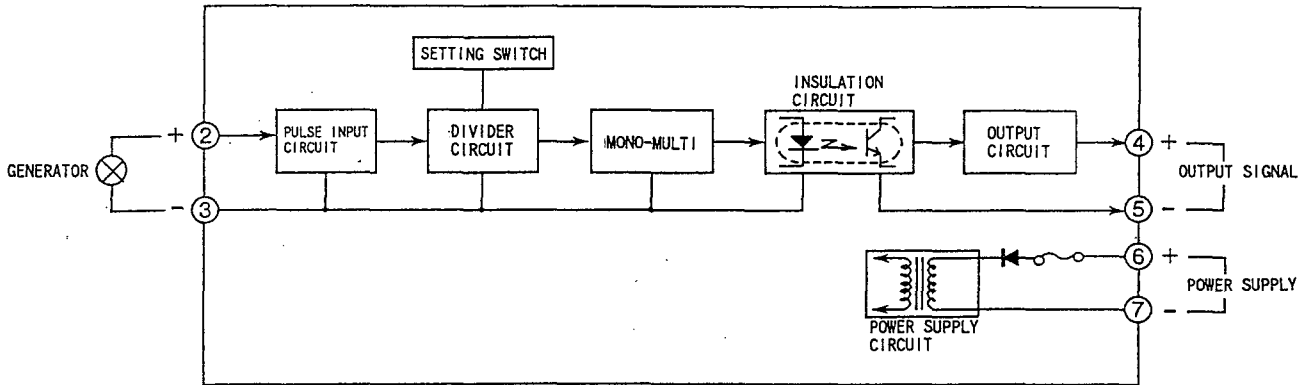 SETTING SWITCH
INSULATION
CIRCUIT
PULSE INPUT
CIRCUIT
DIVIDER
CIRCUIT
MONO-MULTI
OUTPUT
CIRCUIT
GENERATOR
+
2
-
3
4
+
OUTPUT SIGNAL
5
-
6
+
POWER SUPPLY
7
-
POWER SUPPLY
CIRCUIT